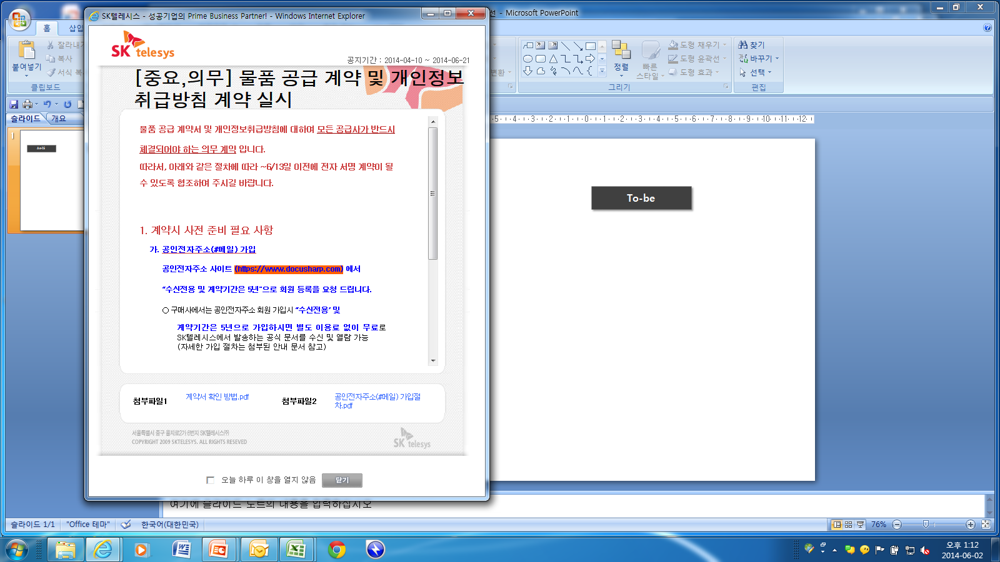 SK텔레시스 - 성공기업의 Prime Business Partner! - Windows Internet Explorer
선 - Microsoft PowerPoint
홈
삽입
붙여넣기
잘라내기
복사
서식 복
클립보드
변환
정렬
빠른
스타일
도형 채우기
도형 윤곽선
도형 효과
그리기
찾기
바꾸기
선택
편집
슬라이드
개요
5 4 3 2 1 0 1 2 3 4 5 6 7 8 9 10 11 12
1
As-IS
SK telesys
공지기간 : 2014-04-10 ~ 2014-06-21
[중요,의무] 물품 공급 계약 및 개인정보
취급방침 계약 실시
물품 공급 계약서 및 개인정보취급방침에 대하여 모든 공급사가 반드시
체결되어야 하는 의무 계약 입니다.
따라서, 아래와 같은 절차에 따라 ~6/13일 이전에 전자 서명 계약이 될
수 있도록 협조하여 주시길 바랍니다.
1. 계약시 사전 준비 필요 사항
가. 공인전자주소(#메일) 가입
공인전자주소 사이트 (https://www.docusharp.com) 에서
“수신전용 및 계약기간은 5년"으로 회원 등록을 요청 드립니다.
○ 구매사에서는 공인전자주소 회원 가입시 “수신전용’ 및
계약기간은 5년으로 가입하시면 별도 이용료 없이 무료로
SK텔레시스에서 발송하는 공식 문서를 수신 및 열람 가능
(자세한 가입 절차는 첨부된 안내 문서 참고)
첨부파일1
계약서 확인 방법.pdf
첨부파일2
공인전자주소(#메일) 가입절
차.pdf
서울특별시 중구 을지로2가 6번지 SK텔레시스㈜
COPYRIGHT 2009 SKTELESYS. ALL RIGHTS RESEVED
SK telesys
오늘 하루 이 창을 열지 않음
닫기
To-be
여기에 슬라이드 노트의 내용을 입력하십시오
슬라이드 1/1
"Office 테마"
한국어(대한민국)
76%
오후 1:12
2014-06-02